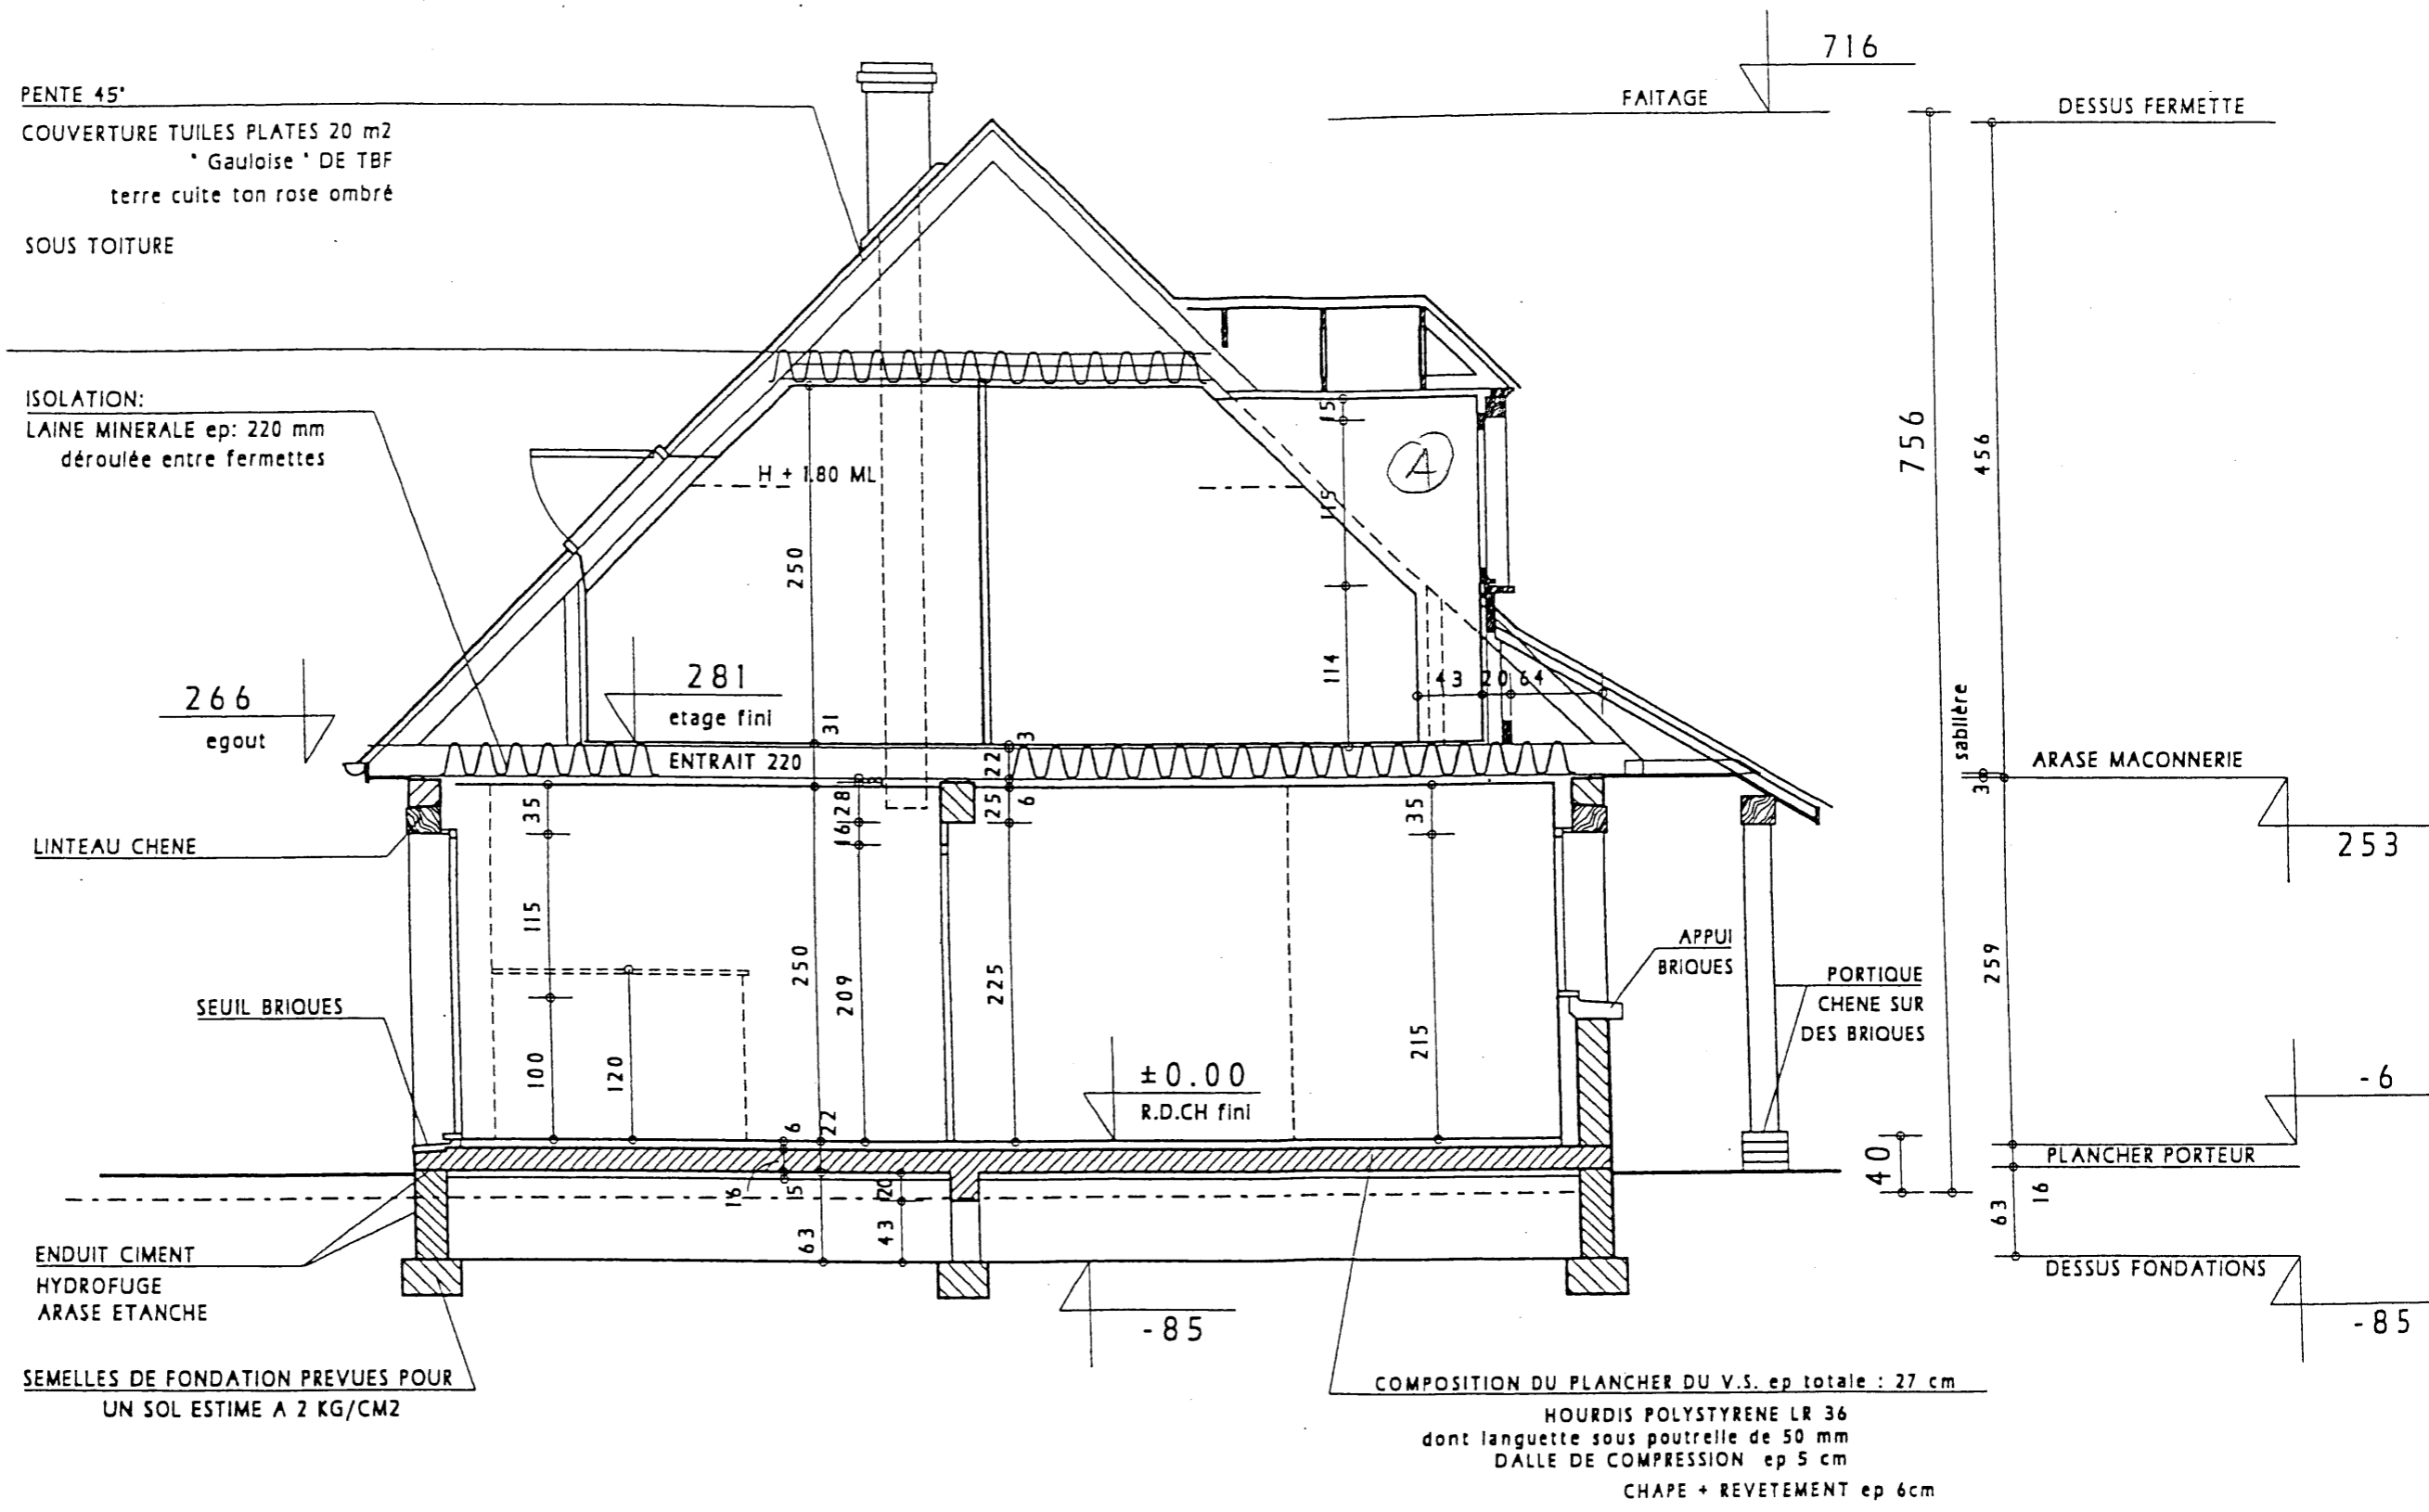 716
FAITAGE
DESSUS FERMETTE
PENTE 45°
COUVERTURE TUILES PLATES 20 m2
" Gauloise " DE TBF
terre cuite ton rose ombré
SOUS TOITURE
ISOLATION:
LAINE MINERALE ep: 220 mm
déroulée entre fermettes
H + 1.80 ML
A
15
115
114
250
756
456
43 20 64
281
etage fini
31
3
266
egout
ENTRAIT 220
22
sablière
ARASE MACONNERIE
3
253
35
28
16
25
6
35
LINTEAU CHENE
115
250
209
225
215
259
APPUI
BRIQUES
PORTIQUE
CHENE SUR
DES BRIQUES
SEUIL BRIQUES
100
120
±0.00
R.D.CH fini
6
22
-6
PLANCHER PORTEUR
40
16
63
16
15
20
63
43
ENDUIT CIMENT
HYDROFUGE
ARASE ETANCHE
DESSUS FONDATIONS
-85
-85
SEMELLES DE FONDATION PREVUES POUR
UN SOL ESTIME A 2 KG/CM2
COMPOSITION DU PLANCHER DU V.S. ep totale : 27 cm
HOURDIS POLYSTYRENE LR 36
dont languette sous poutrelle de 50 mm
DALLE DE COMPRESSION ep 5 cm
CHAPE + REVETEMENT ep 6cm